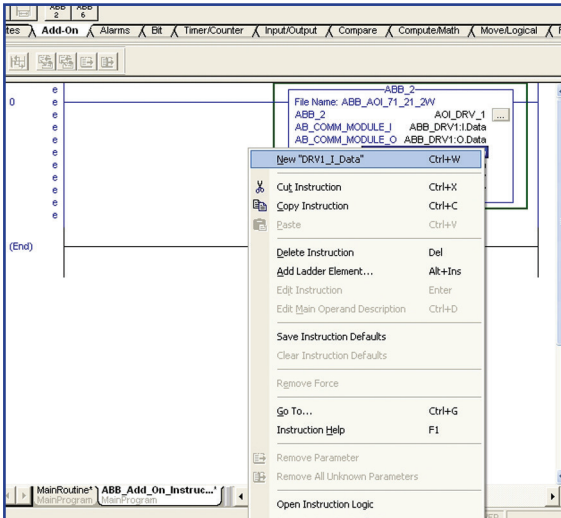 ABB ABB
2 6
tes Add-On Alarms Bit Timer/Counter Input/Output Compare Compute/Math Move/Logical
e
0 e
e
e
e
e
e
e
e
e
e
ABB_2
File Name: ABB_AOI_71_21_2W
ABB_2 AOI_DRV_1 ...
AB_COMM_MODULE_I ABB_DRV1:I.Data
AB_COMM_MODULE_O ABB_DRV1:O.Data
New "DRV1_I_Data" Ctrl+W
Cut Instruction Ctrl+X
Copy Instruction Ctrl+C
Paste Ctrl+V
Delete Instruction Del
Add Ladder Element... Alt+Ins
Edit Instruction Enter
Edit Main Operand Description Ctrl+D
Save Instruction Defaults
Clear Instruction Defaults
Remove Force
Go To... Ctrl+G
Instruction Help F1
Remove Parameter
Remove All Unknown Parameters
Open Instruction Logic
(End)
MainRoutine* ABB_Add_On_Instruc...*
MainProgram MainProgram